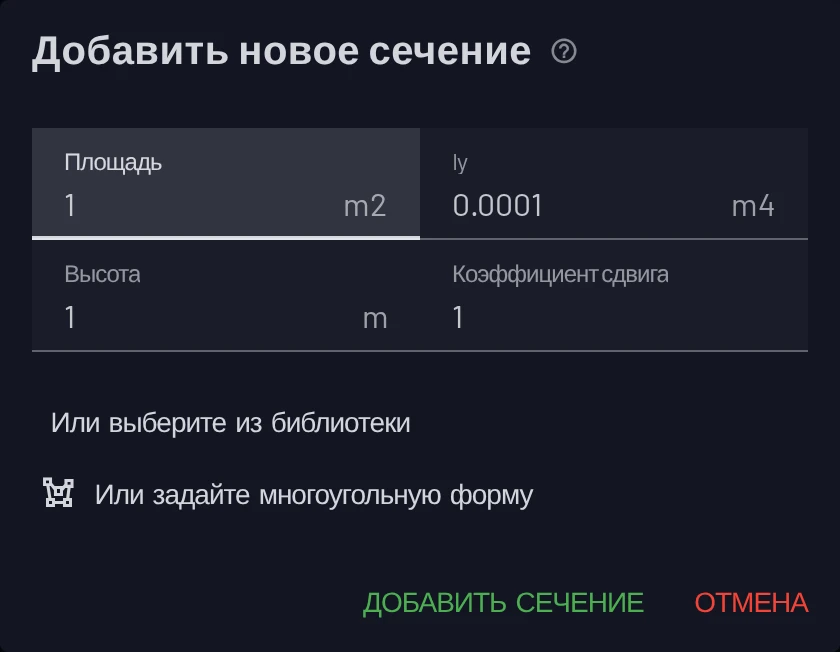 Добавить новое сечение ?
Площадь
1 m2
Iy
0.0001 m4
Высота
1 m
Коэффициент сдвига
1
Или выберите из библиотеки
Или задайте многоугольную форму
ДОБАВИТЬ СЕЧЕНИЕ ОТМЕНА